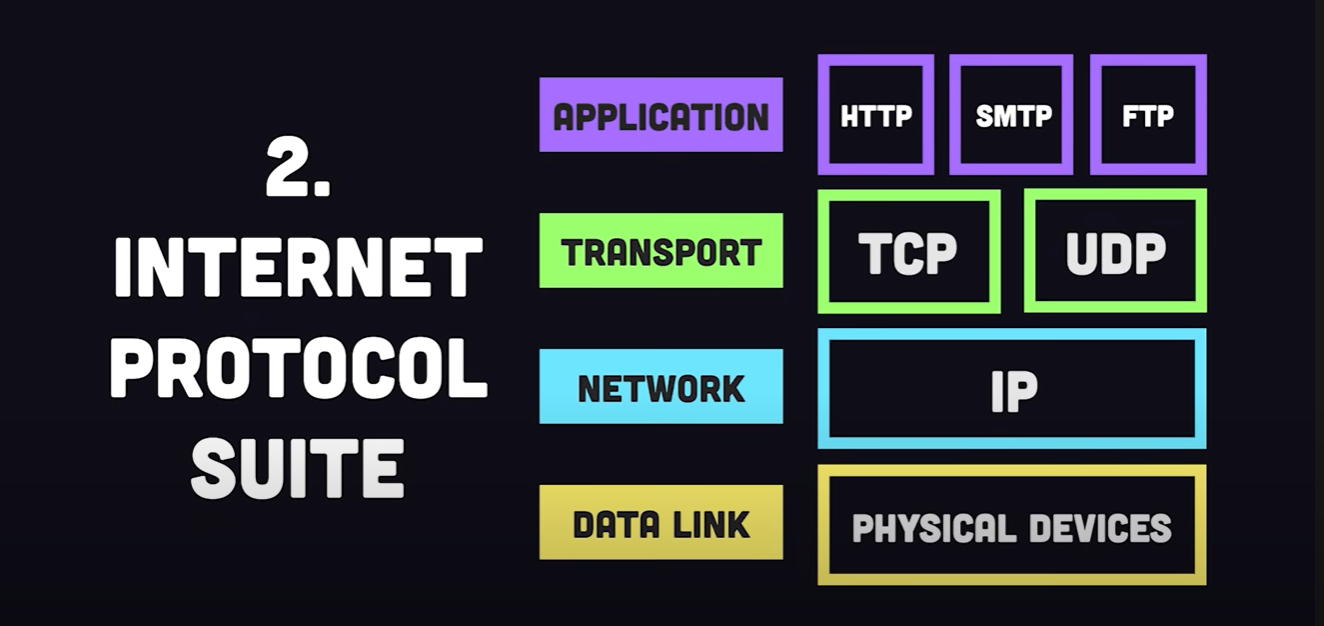 2.
INTERNET
PROTOCOL
SUITE
APPLICATION
HTTP
SMTP
FTP
TRANSPORT
TCP
UDP
NETWORK
IP
DATA LINK
PHYSICAL DEVICES